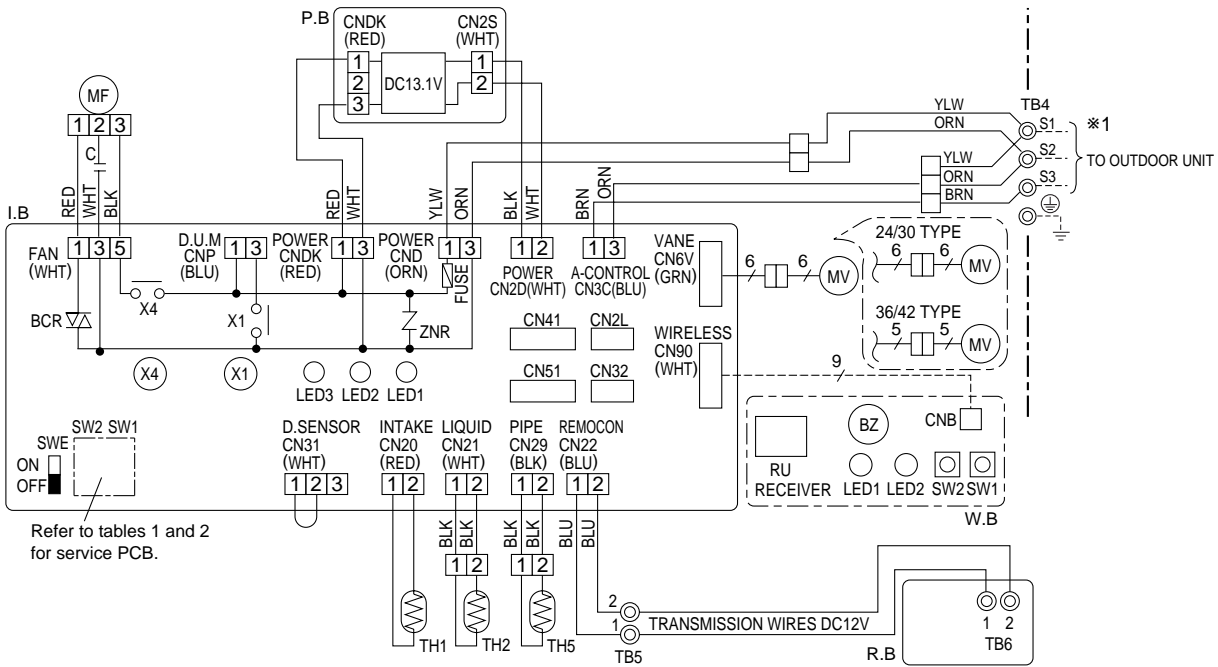 P.B
CNDK
(RED)
CN2S
(WHT)
1
2
3
DC13.1V
1
2
MF
1 2 3
C
RED
WHT
BLK
RED
WHT
YLW
ORN
BLK
WHT
BRN
ORN
YLW
ORN
YLW
ORN
BRN
TB4
S1
S2
S3
※1
TO OUTDOOR UNIT
I.B
FAN
(WHT)
1 3 5
D.U.M
CNP
(BLU)
1 3
POWER
CNDK
(RED)
1 3
POWER
CND
(ORN)
1 3
FUSE
1 2
POWER
CN2D(WHT)
1 3
A-CONTROL
CN3C(BLU)
VANE
CN6V
(GRN)
6
6
MV
24/30 TYPE
6
6
MV
36/42 TYPE
5
5
MV
BCR
X4
X1
ZNR
X4
X1
LED3 LED2 LED1
CN41
CN2L
CN51
CN32
WIRELESS
CN90
(WHT)
9
CNB
BZ
RU
RECEIVER
LED1 LED2 SW2 SW1
W.B
SWE
ON
OFF
SW2 SW1
Refer to tables 1 and 2
for service PCB.
D.SENSOR
CN31
(WHT)
1 2 3
INTAKE
CN20
(RED)
1 2
LIQUID
CN21
(WHT)
1 2
PIPE
CN29
(BLK)
1 2
REMOCON
CN22
(BLU)
1 2
BLK
BLK
BLK
BLK
BLU
BLU
1 2
1 2
TH1
TH2
TH5
2
1
TB5
TRANSMISSION WIRES DC12V
1 2
TB6
R.B